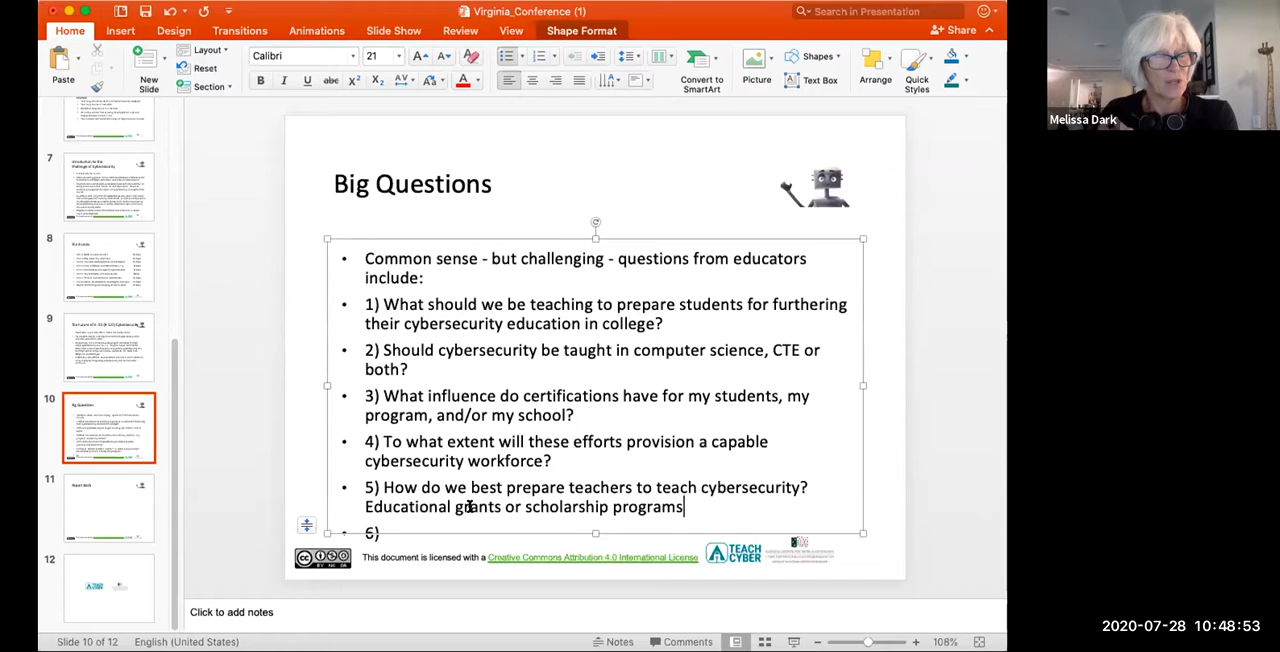 Virginia_Conference (1)
Search in Presentation
Home Insert Design Transitions Animations Slide Show Review View Shape Format Share
Paste
New Slide
Layout
Reset
Section
Calibri 21
Convert to SmartArt
Picture
Shapes
Text Box
Arrange
Quick Styles
Melissa Dark
7
8
9
10
11
12
Big Questions
• Common sense - but challenging - questions from educators
include:
• 1) What should we be teaching to prepare students for furthering
their cybersecurity education in college?
• 2) Should cybersecurity be taught in computer science, CTE or
both?
• 3) What influence do certifications have for my students, my
program, and/or my school?
• 4) To what extent will these efforts provision a capable
cybersecurity workforce?
• 5) How do we best prepare teachers to teach cybersecurity?
Educational grants or scholarship programs
• 6)
This document is licensed with a Creative Commons Attribution 4.0 International License
TEACH CYBER
Click to add notes
Slide 10 of 12 English (United States) Notes Comments 108%
2020-07-28 10:48:53